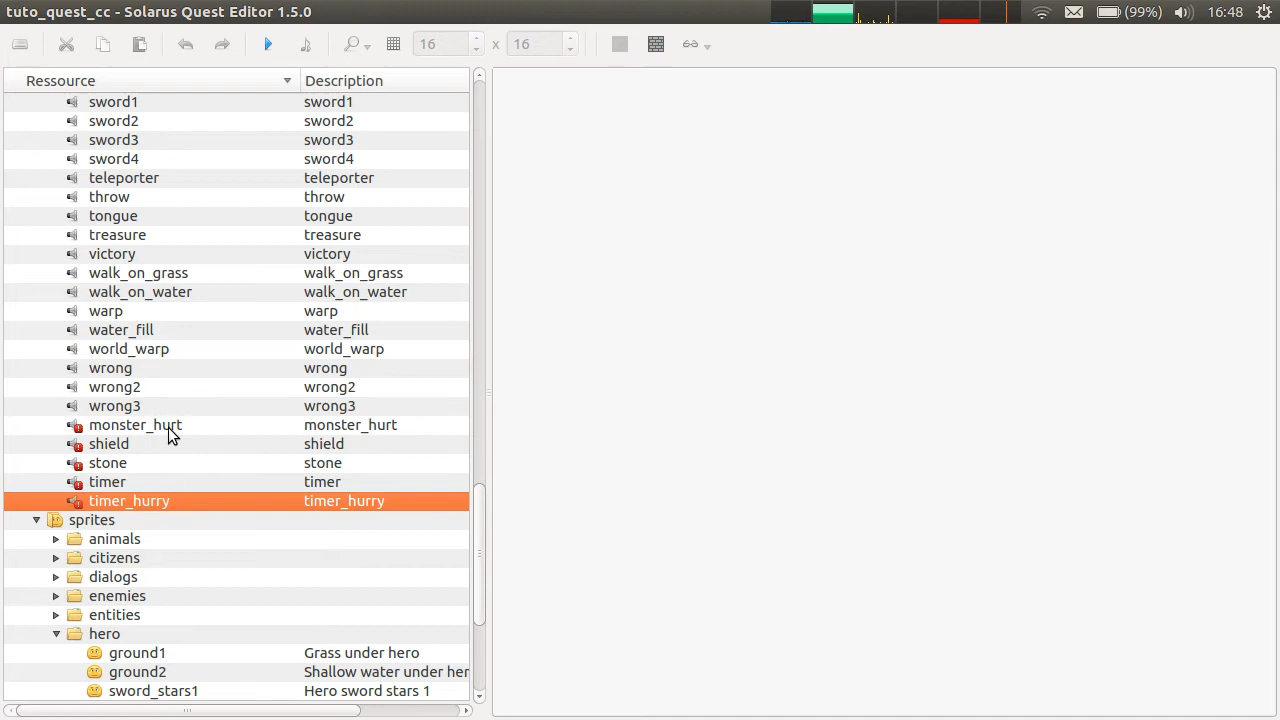 tuto_quest_cc - Solarus Quest Editor 1.5.0
(99%) 16:48
16 x 16
Ressource Description
sword1 sword1
sword2 sword2
sword3 sword3
sword4 sword4
teleporter teleporter
throw throw
tongue tongue
treasure treasure
victory victory
walk_on_grass walk_on_grass
walk_on_water walk_on_water
warp warp
water_fill water_fill
world_warp world_warp
wrong wrong
wrong2 wrong2
wrong3 wrong3
monster_hurt monster_hurt
shield shield
stone stone
timer timer
timer_hurry timer_hurry
sprites
animals
citizens
dialogs
enemies
entities
hero
ground1 Grass under hero
ground2 Shallow water under her
sword_stars1 Hero sword stars 1